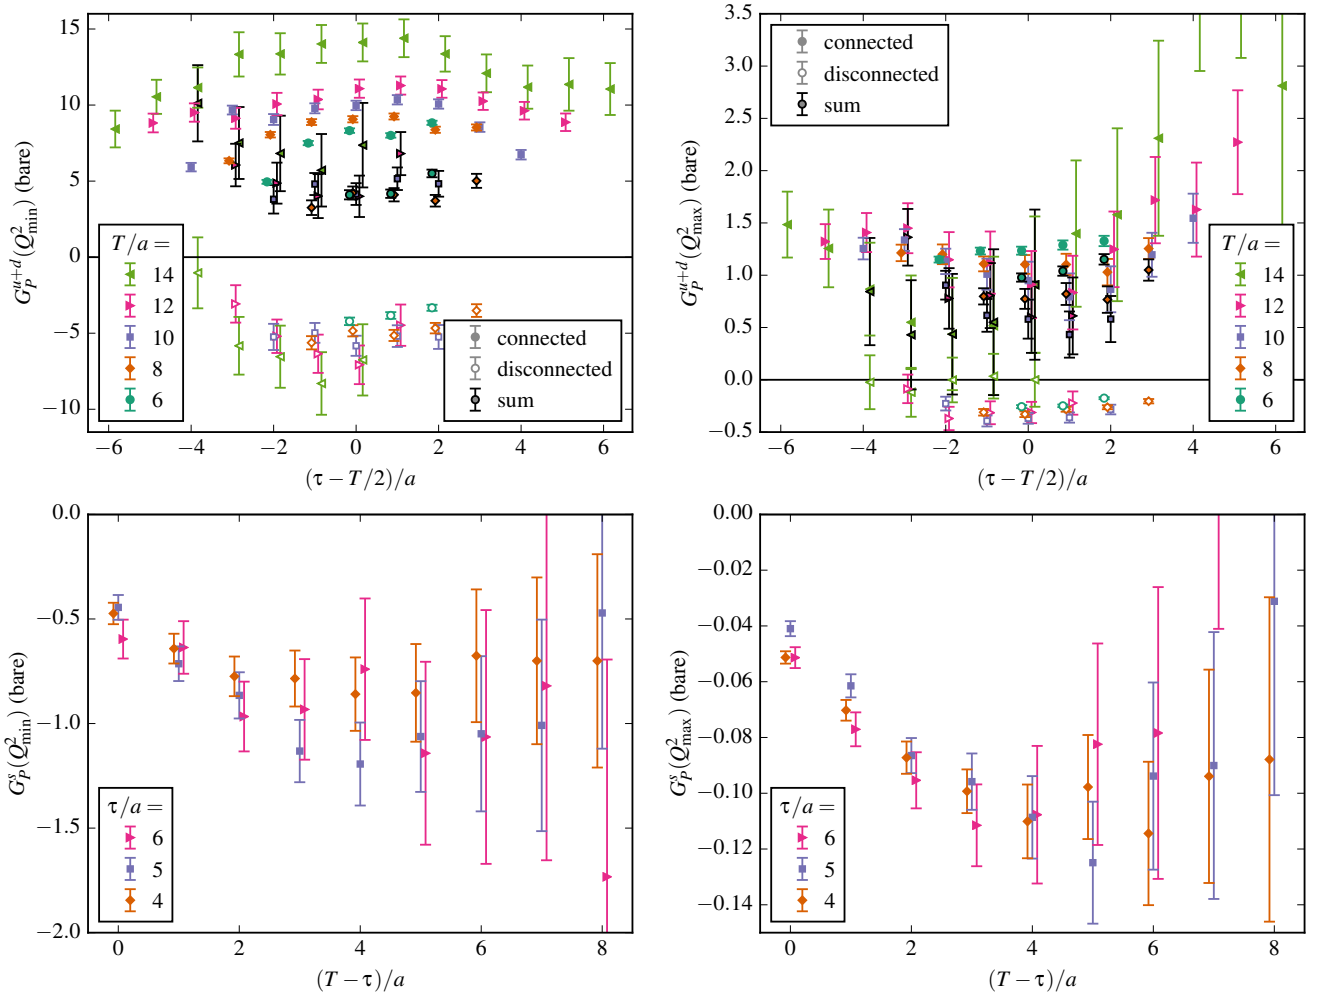 15
10
5
0
−5
−10
G_P^{u+d}(Q²_min) (bare)
T/a =
14
12
10
8
6
connected
disconnected
sum
−6 −4 −2 0 2 4 6
(τ − T/2)/a
3.5
3.0
2.5
2.0
1.5
1.0
0.5
0.0
−0.5
G_P^{u+d}(Q²_max) (bare)
connected
disconnected
sum
T/a =
14
12
10
8
6
−6 −4 −2 0 2 4 6
(τ − T/2)/a
0.0
−0.5
−1.0
−1.5
−2.0
G_P^s(Q²_min) (bare)
τ/a =
6
5
4
0 2 4 6 8
(T − τ)/a
0.00
−0.02
−0.04
−0.06
−0.08
−0.10
−0.12
−0.14
G_P^s(Q²_max) (bare)
τ/a =
6
5
4
0 2 4 6 8
(T − τ)/a